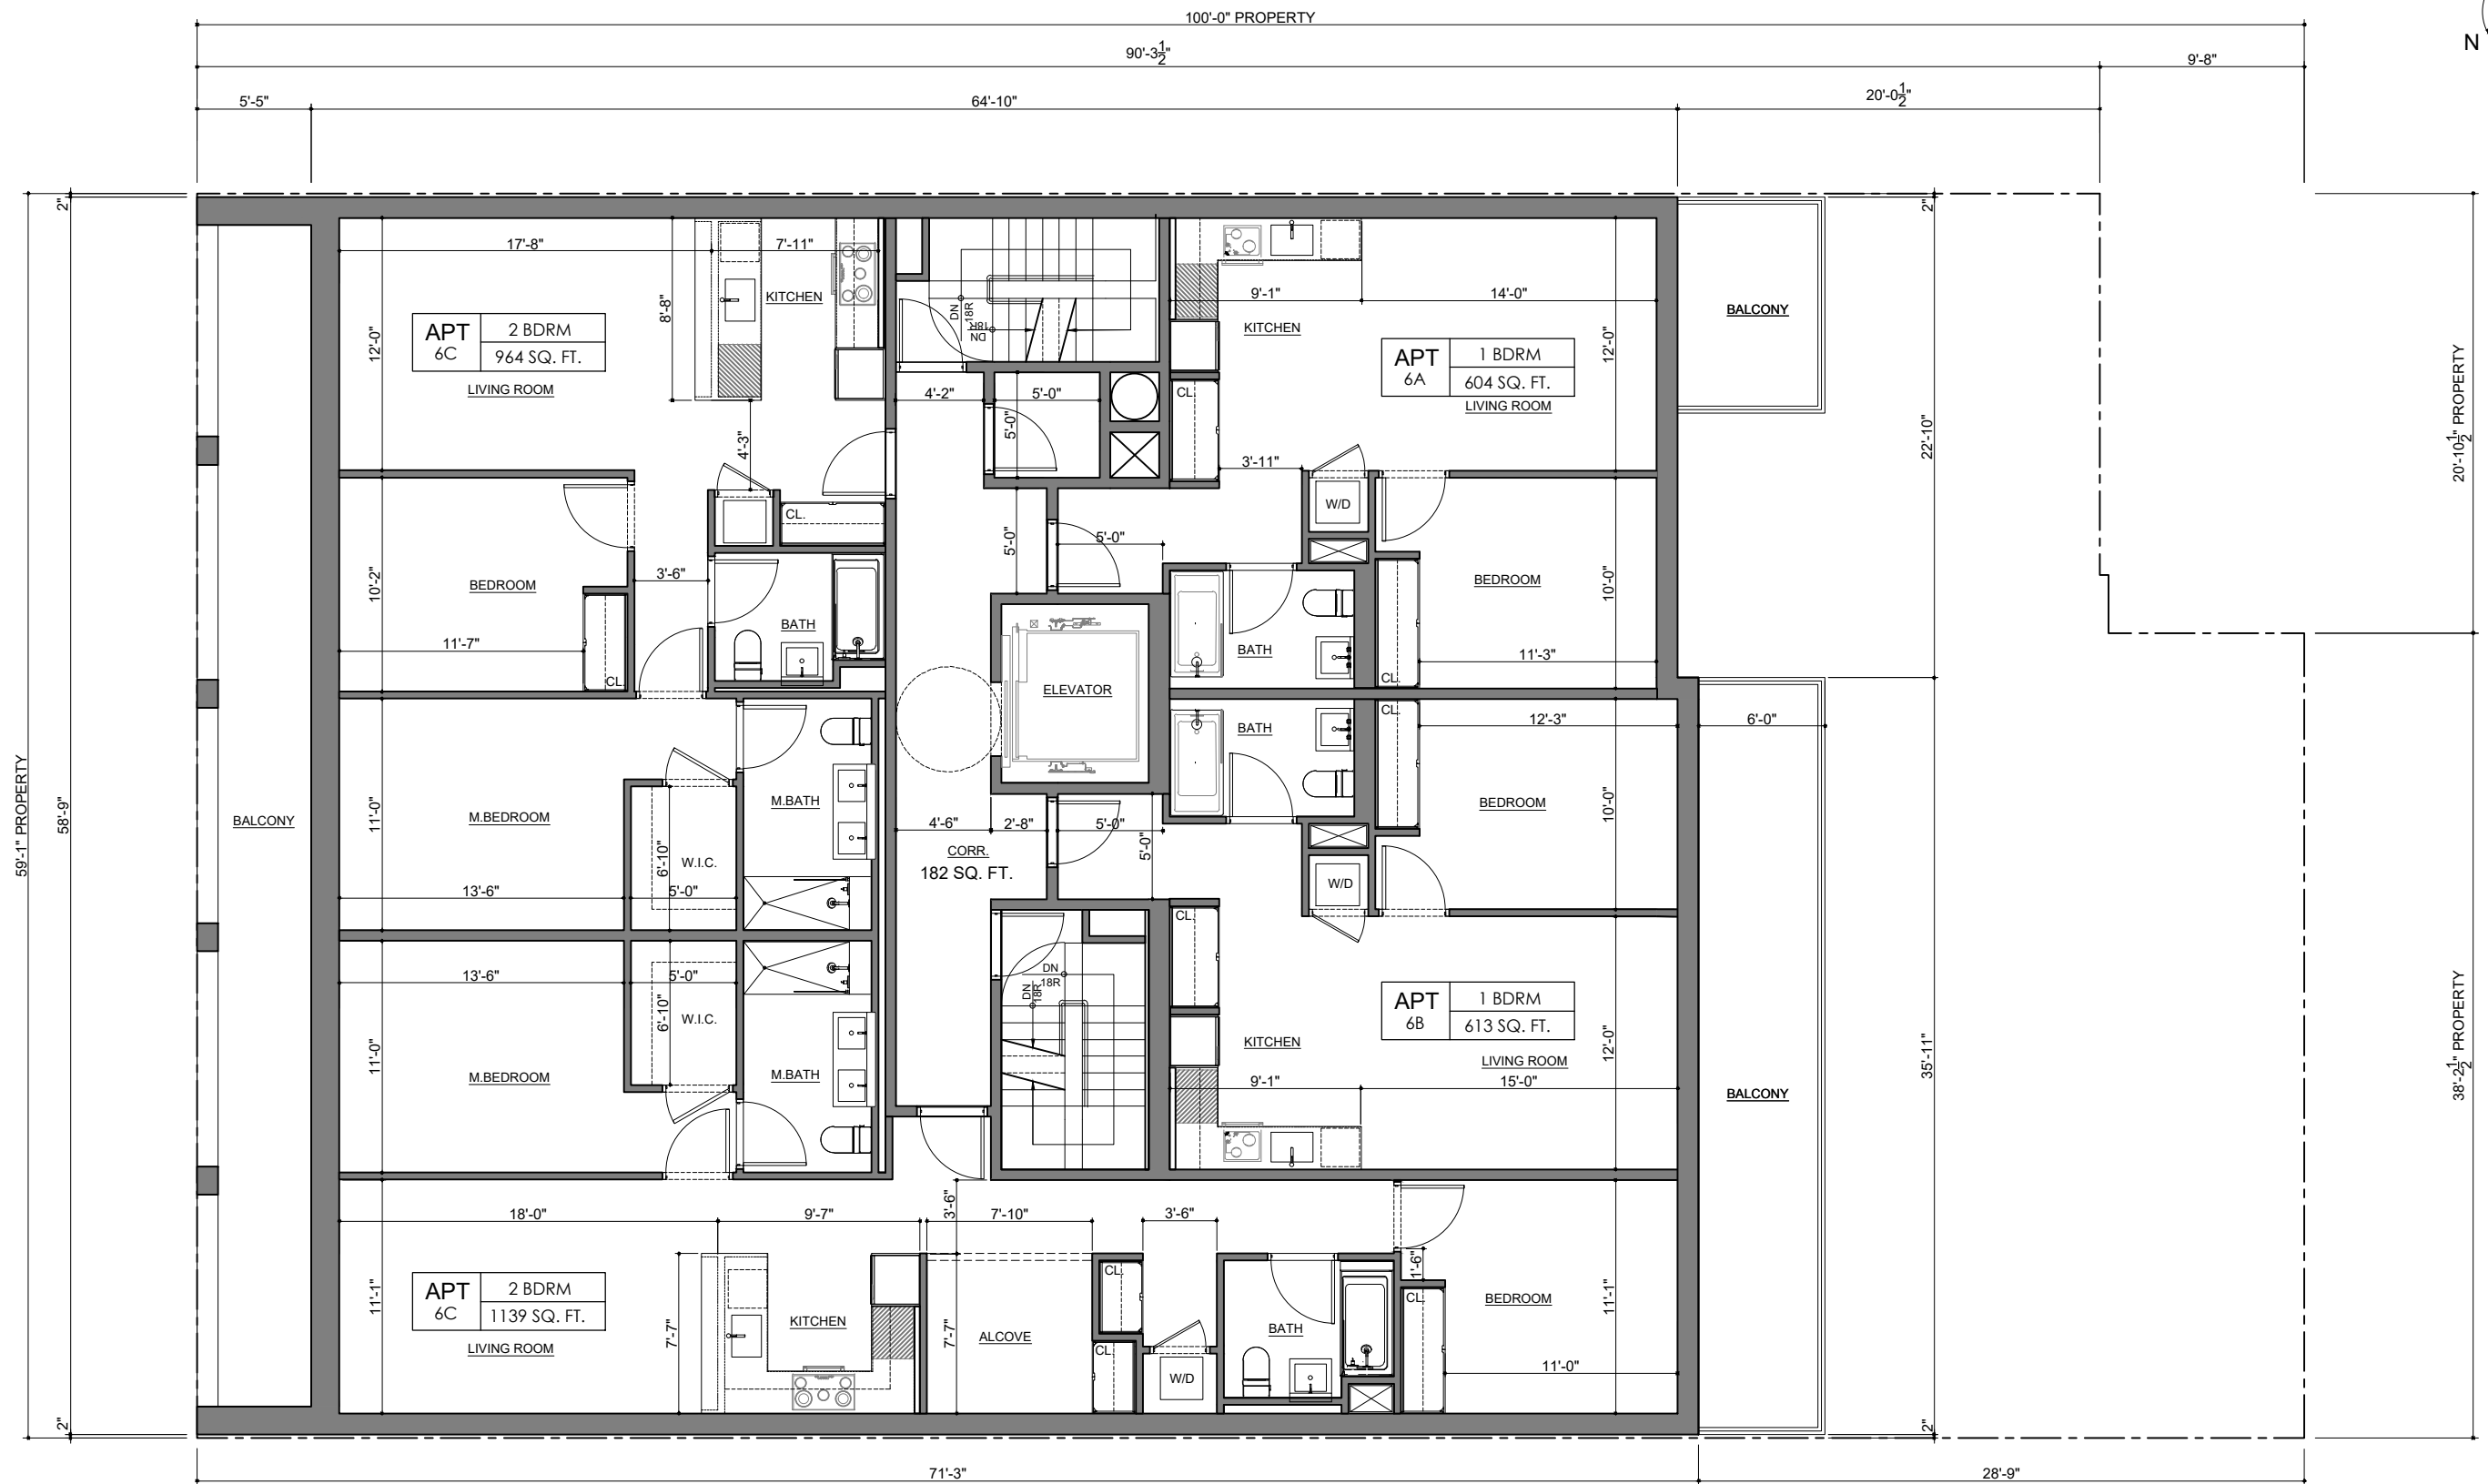 100'-0" PROPERTY
N
90'-3 1/2"
9'-8"
5'-5"
64'-10"
20'-0 1/2"
2"
2"
17'-8"
7'-11"
KITCHEN
8'-8"
12'-0"
APT
6C
2 BDRM
964 SQ. FT.
LIVING ROOM
4'-3"
DN
18R
DN
18R
4'-2"
5'-0"
5'-0"
9'-1"
14'-0"
KITCHEN
12'-0"
APT
6A
1 BDRM
604 SQ. FT.
LIVING ROOM
CL.
BALCONY
22'-10"
20'-10 1/2" PROPERTY
3'-11"
W/D
CL.
5'-0"
5'-0"
10'-2"
BEDROOM
3'-6"
BATH
11'-7"
CL.
BEDROOM
10'-0"
BATH
11'-3"
CL.
ELEVATOR
59'-1" PROPERTY
58'-9"
BALCONY
11'-0"
M.BEDROOM
M.BATH
6'-10"
W.I.C.
13'-6"
5'-0"
BATH
CL.
12'-3"
6'-0"
BEDROOM
10'-0"
4'-6"
2'-8"
5'-0"
5'-0"
CORR.
182 SQ. FT.
W/D
CL.
13'-6"
5'-0"
6'-10"
W.I.C.
11'-0"
M.BEDROOM
M.BATH
DN
18R
DN
18R
APT
6B
1 BDRM
613 SQ. FT.
KITCHEN
LIVING ROOM
12'-0"
9'-1"
15'-0"
BALCONY
35'-11"
38'-2 1/2" PROPERTY
18'-0"
9'-7"
3'-6"
7'-10"
3'-6"
1'-6"
11'-1"
APT
6C
2 BDRM
1139 SQ. FT.
LIVING ROOM
7'-7"
KITCHEN
7'-7"
ALCOVE
CL.
CL.
W/D
BATH
CL.
BEDROOM
11'-1"
11'-0"
2"
2"
71'-3"
28'-9"